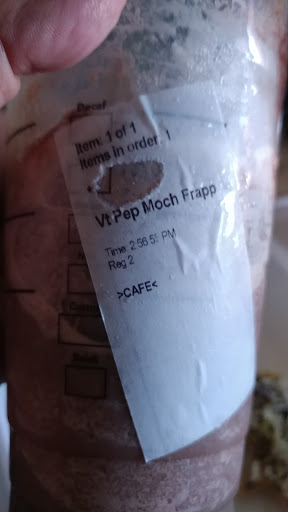 Decaf
Item: 1 of 1
Items in order: 1
Vt Pep Moch Frapp
Time: 2:56:5 PM
Reg 2
>CAFE<